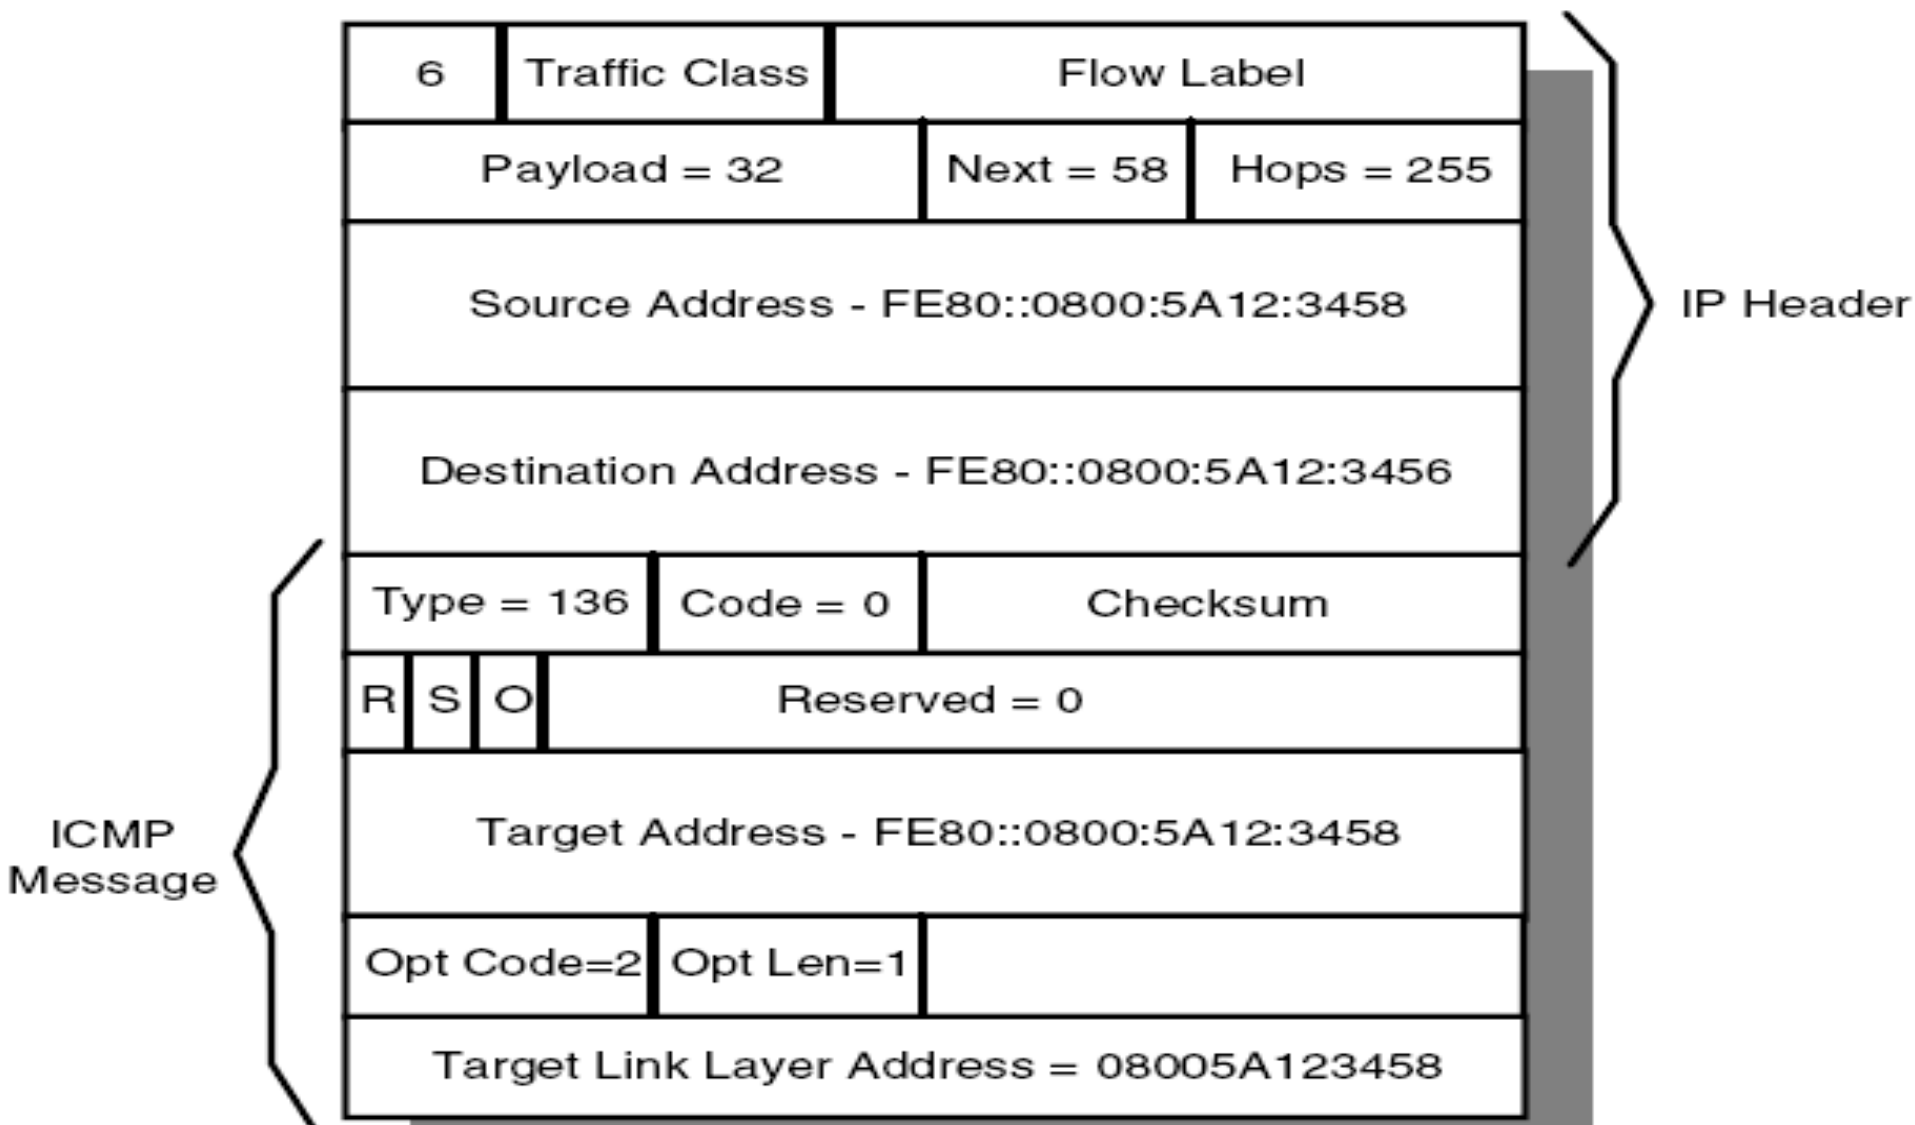 6 Traffic Class Flow Label
Payload = 32 Next = 58 Hops = 255
Source Address - FE80::0800:5A12:3458
IP Header
Destination Address - FE80::0800:5A12:3456
Type = 136 Code = 0 Checksum
R S O Reserved = 0
Target Address - FE80::0800:5A12:3458
ICMP
Message
Opt Code=2 Opt Len=1
Target Link Layer Address = 08005A123458